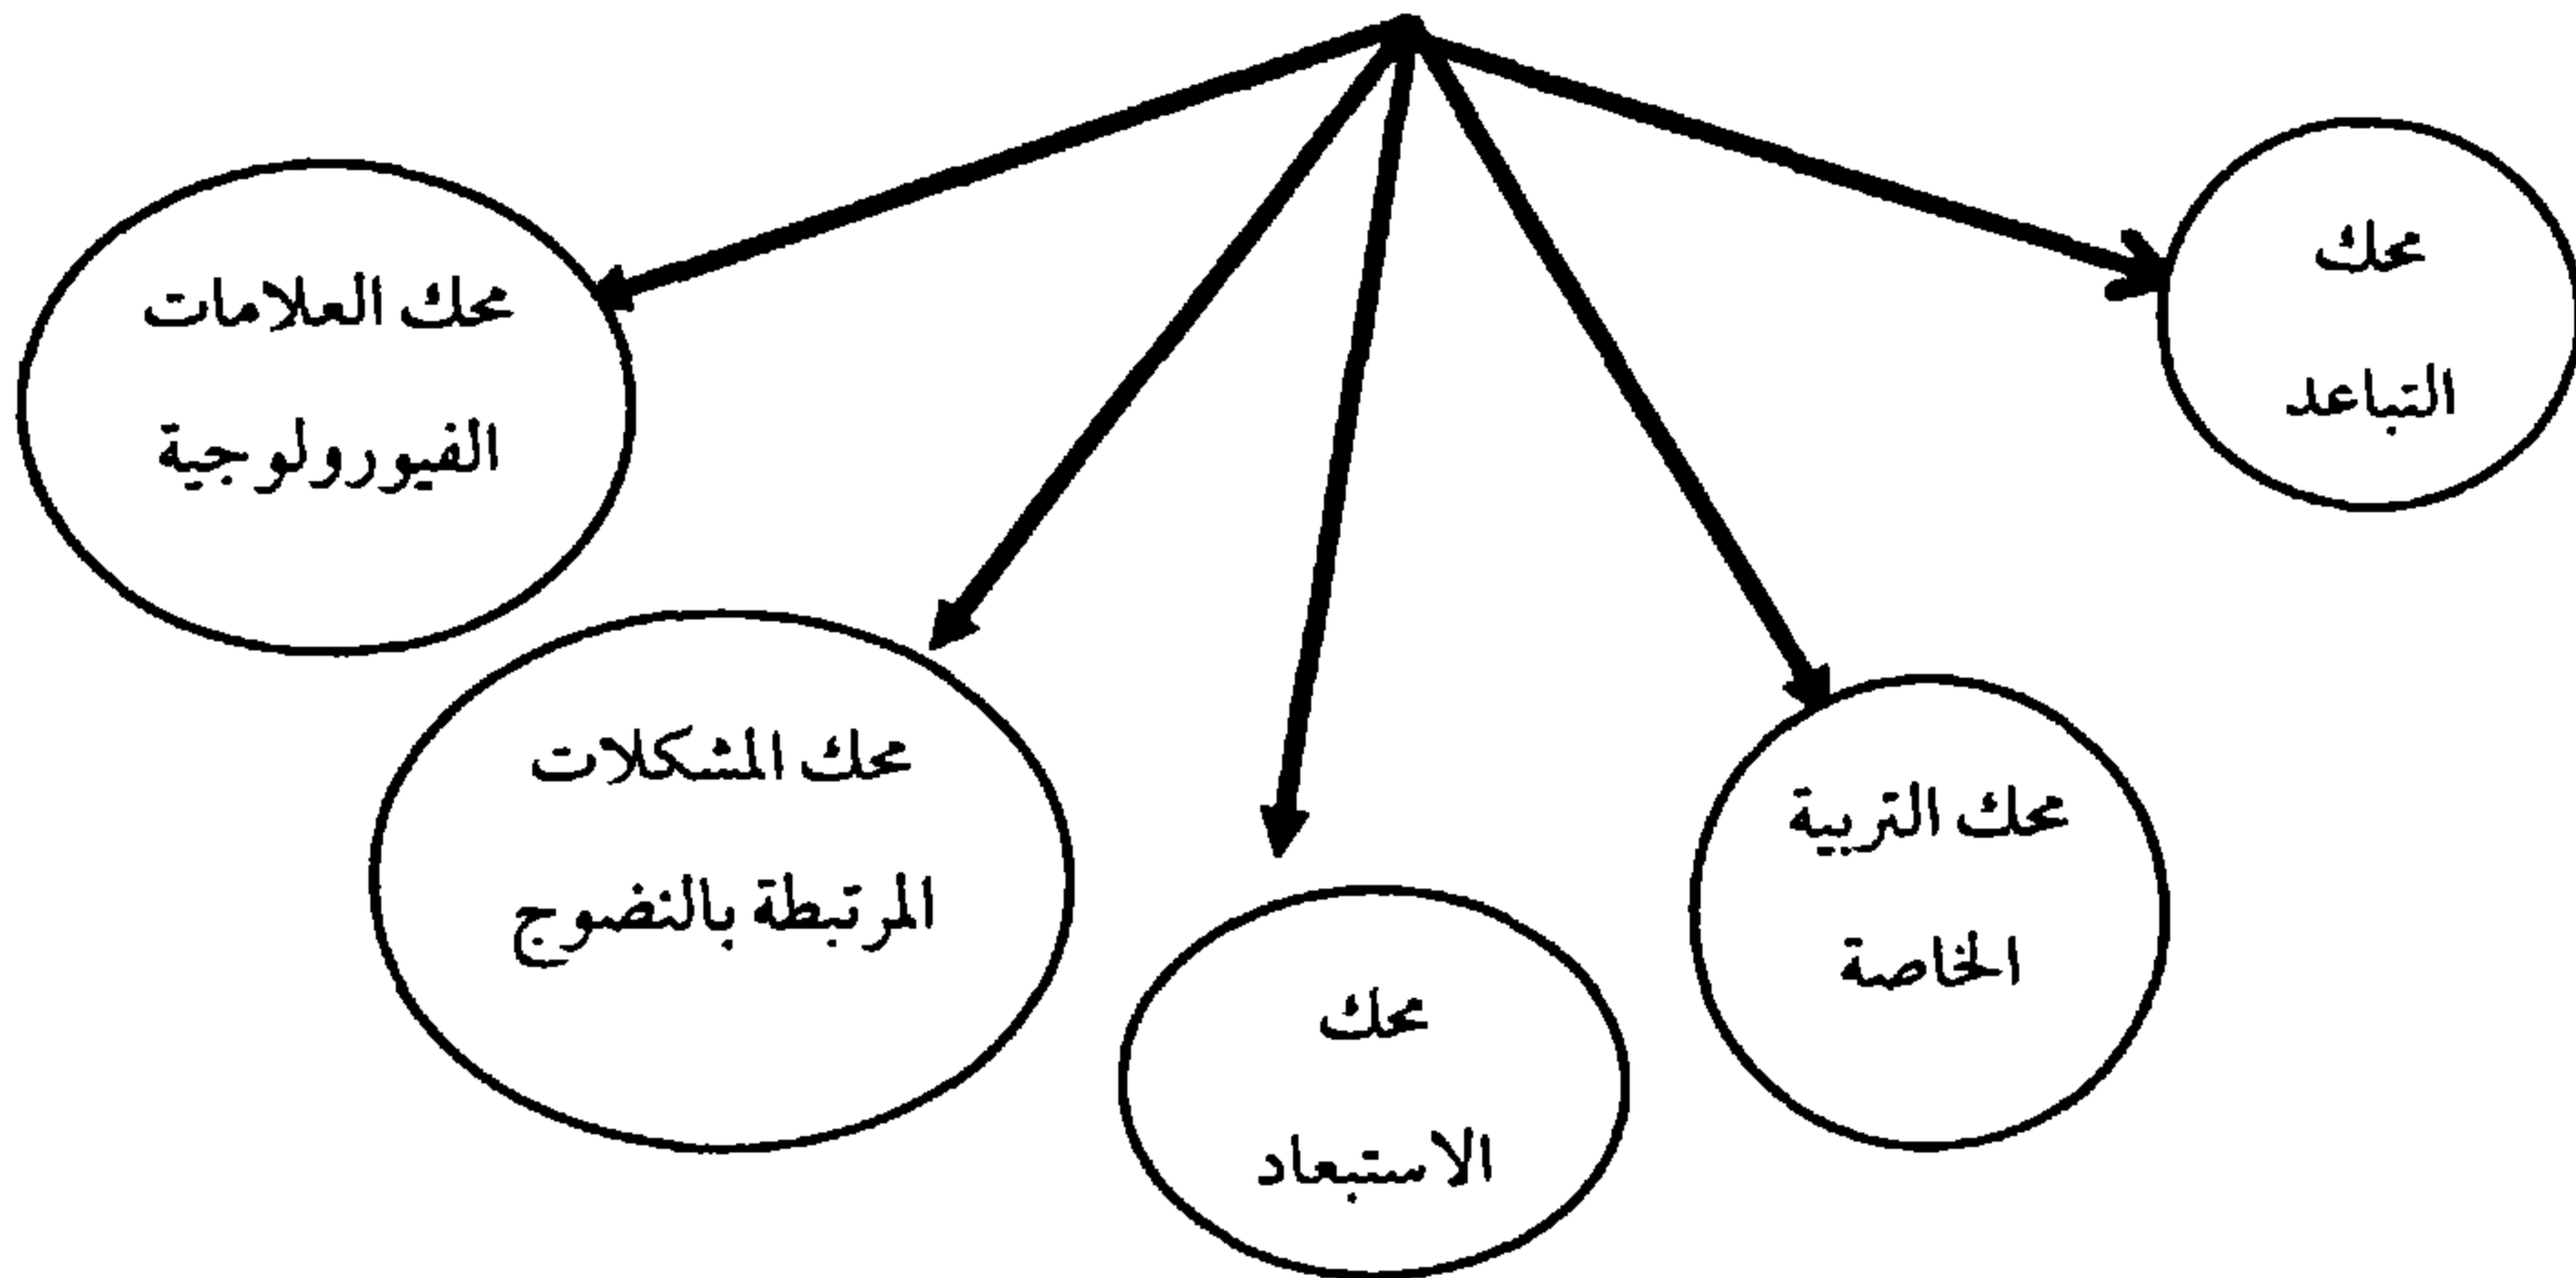 محك
التباعد
محك التربية
الخاصة
محك
الاستبعاد
محك المشكلات
المرتبطة بالنضوج
محك العلامات
الفيورولوجية